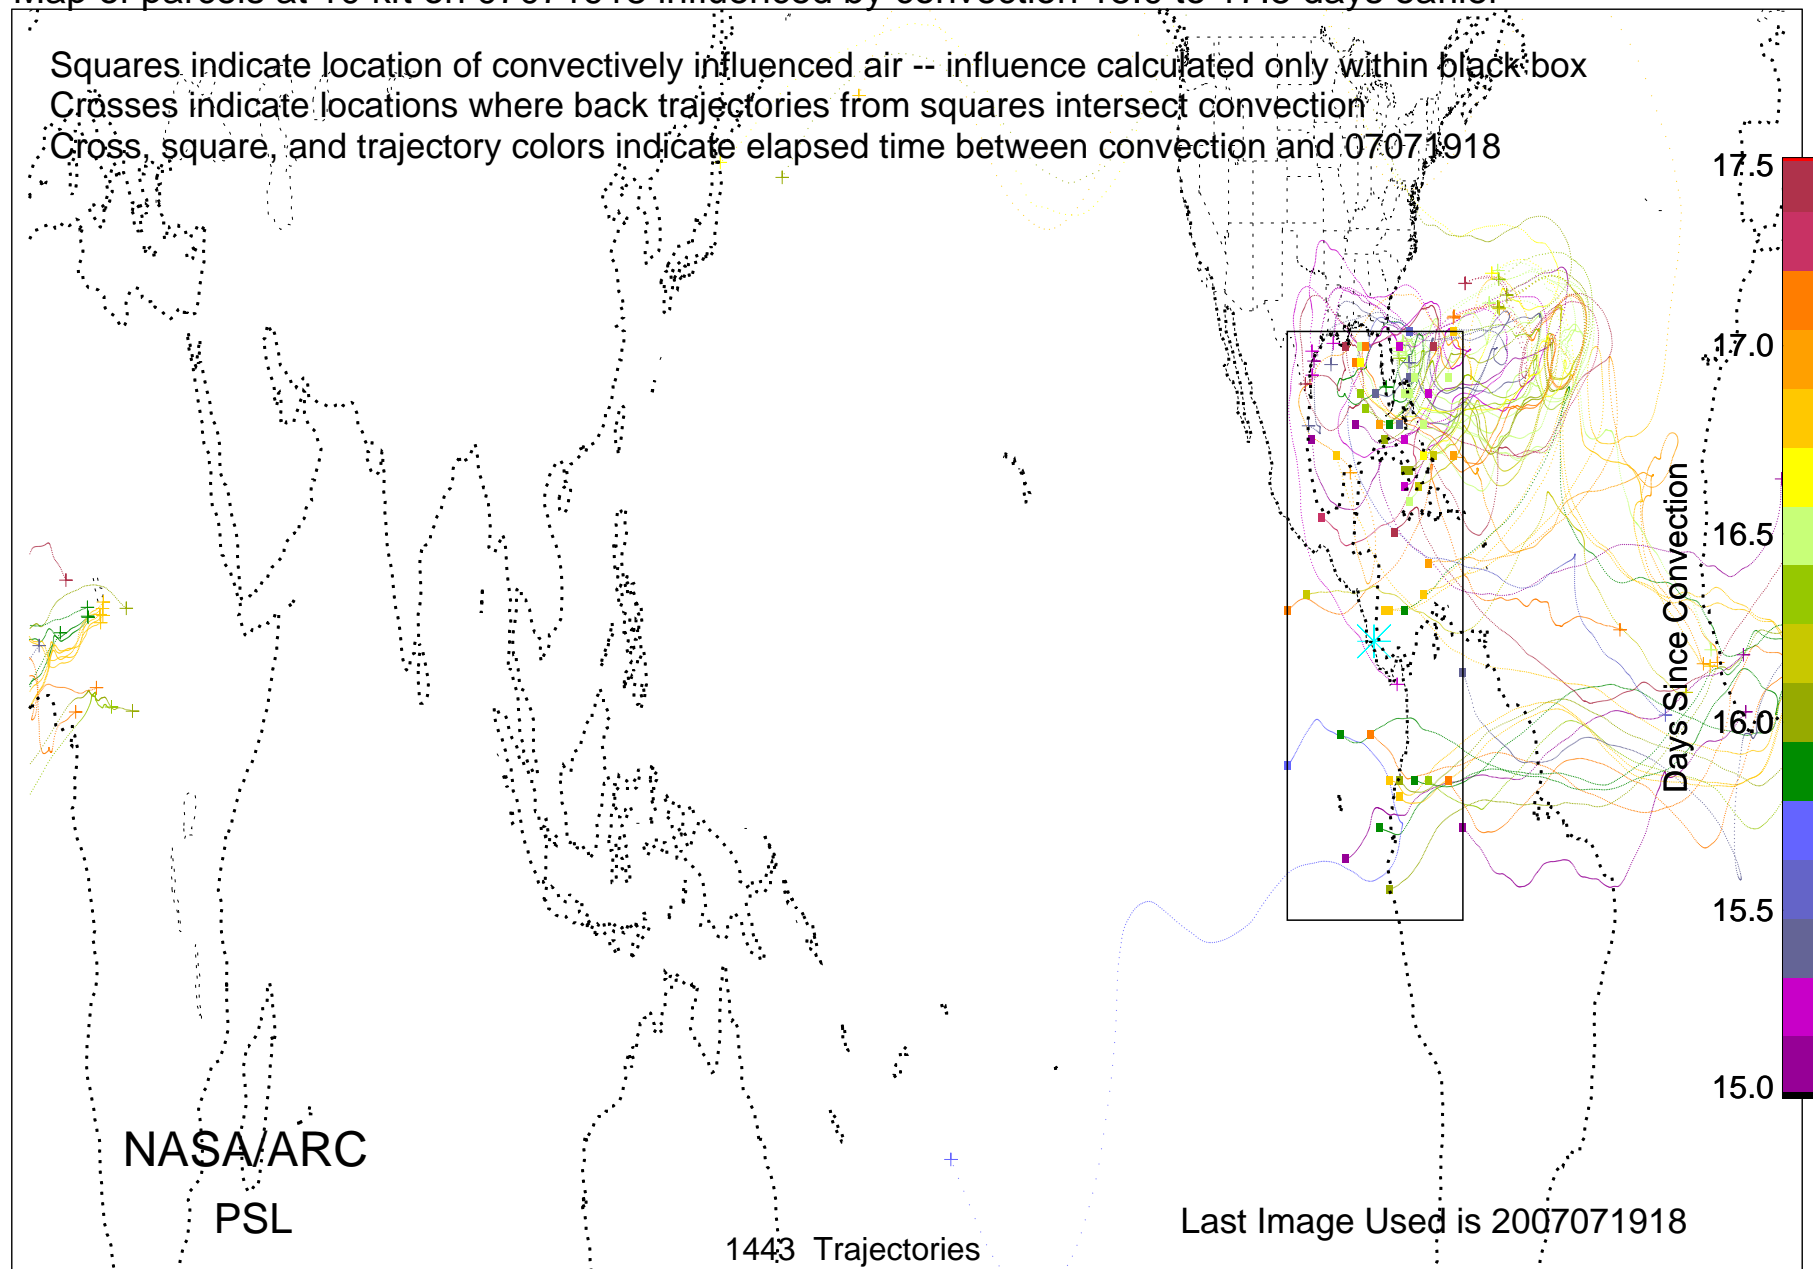 Squares indicate location of convectively influenced air -- influence calculated only within black box
Crosses indicate locations where back trajectories from squares intersect convection
Cross, square, and trajectory colors indicate elapsed time between convection and 07071918
17.5
17.0
16.5
16.0
15.5
15.0
Days Since Convection
NASA/ARC
PSL
1443 Trajectories
Last Image Used is 2007071918